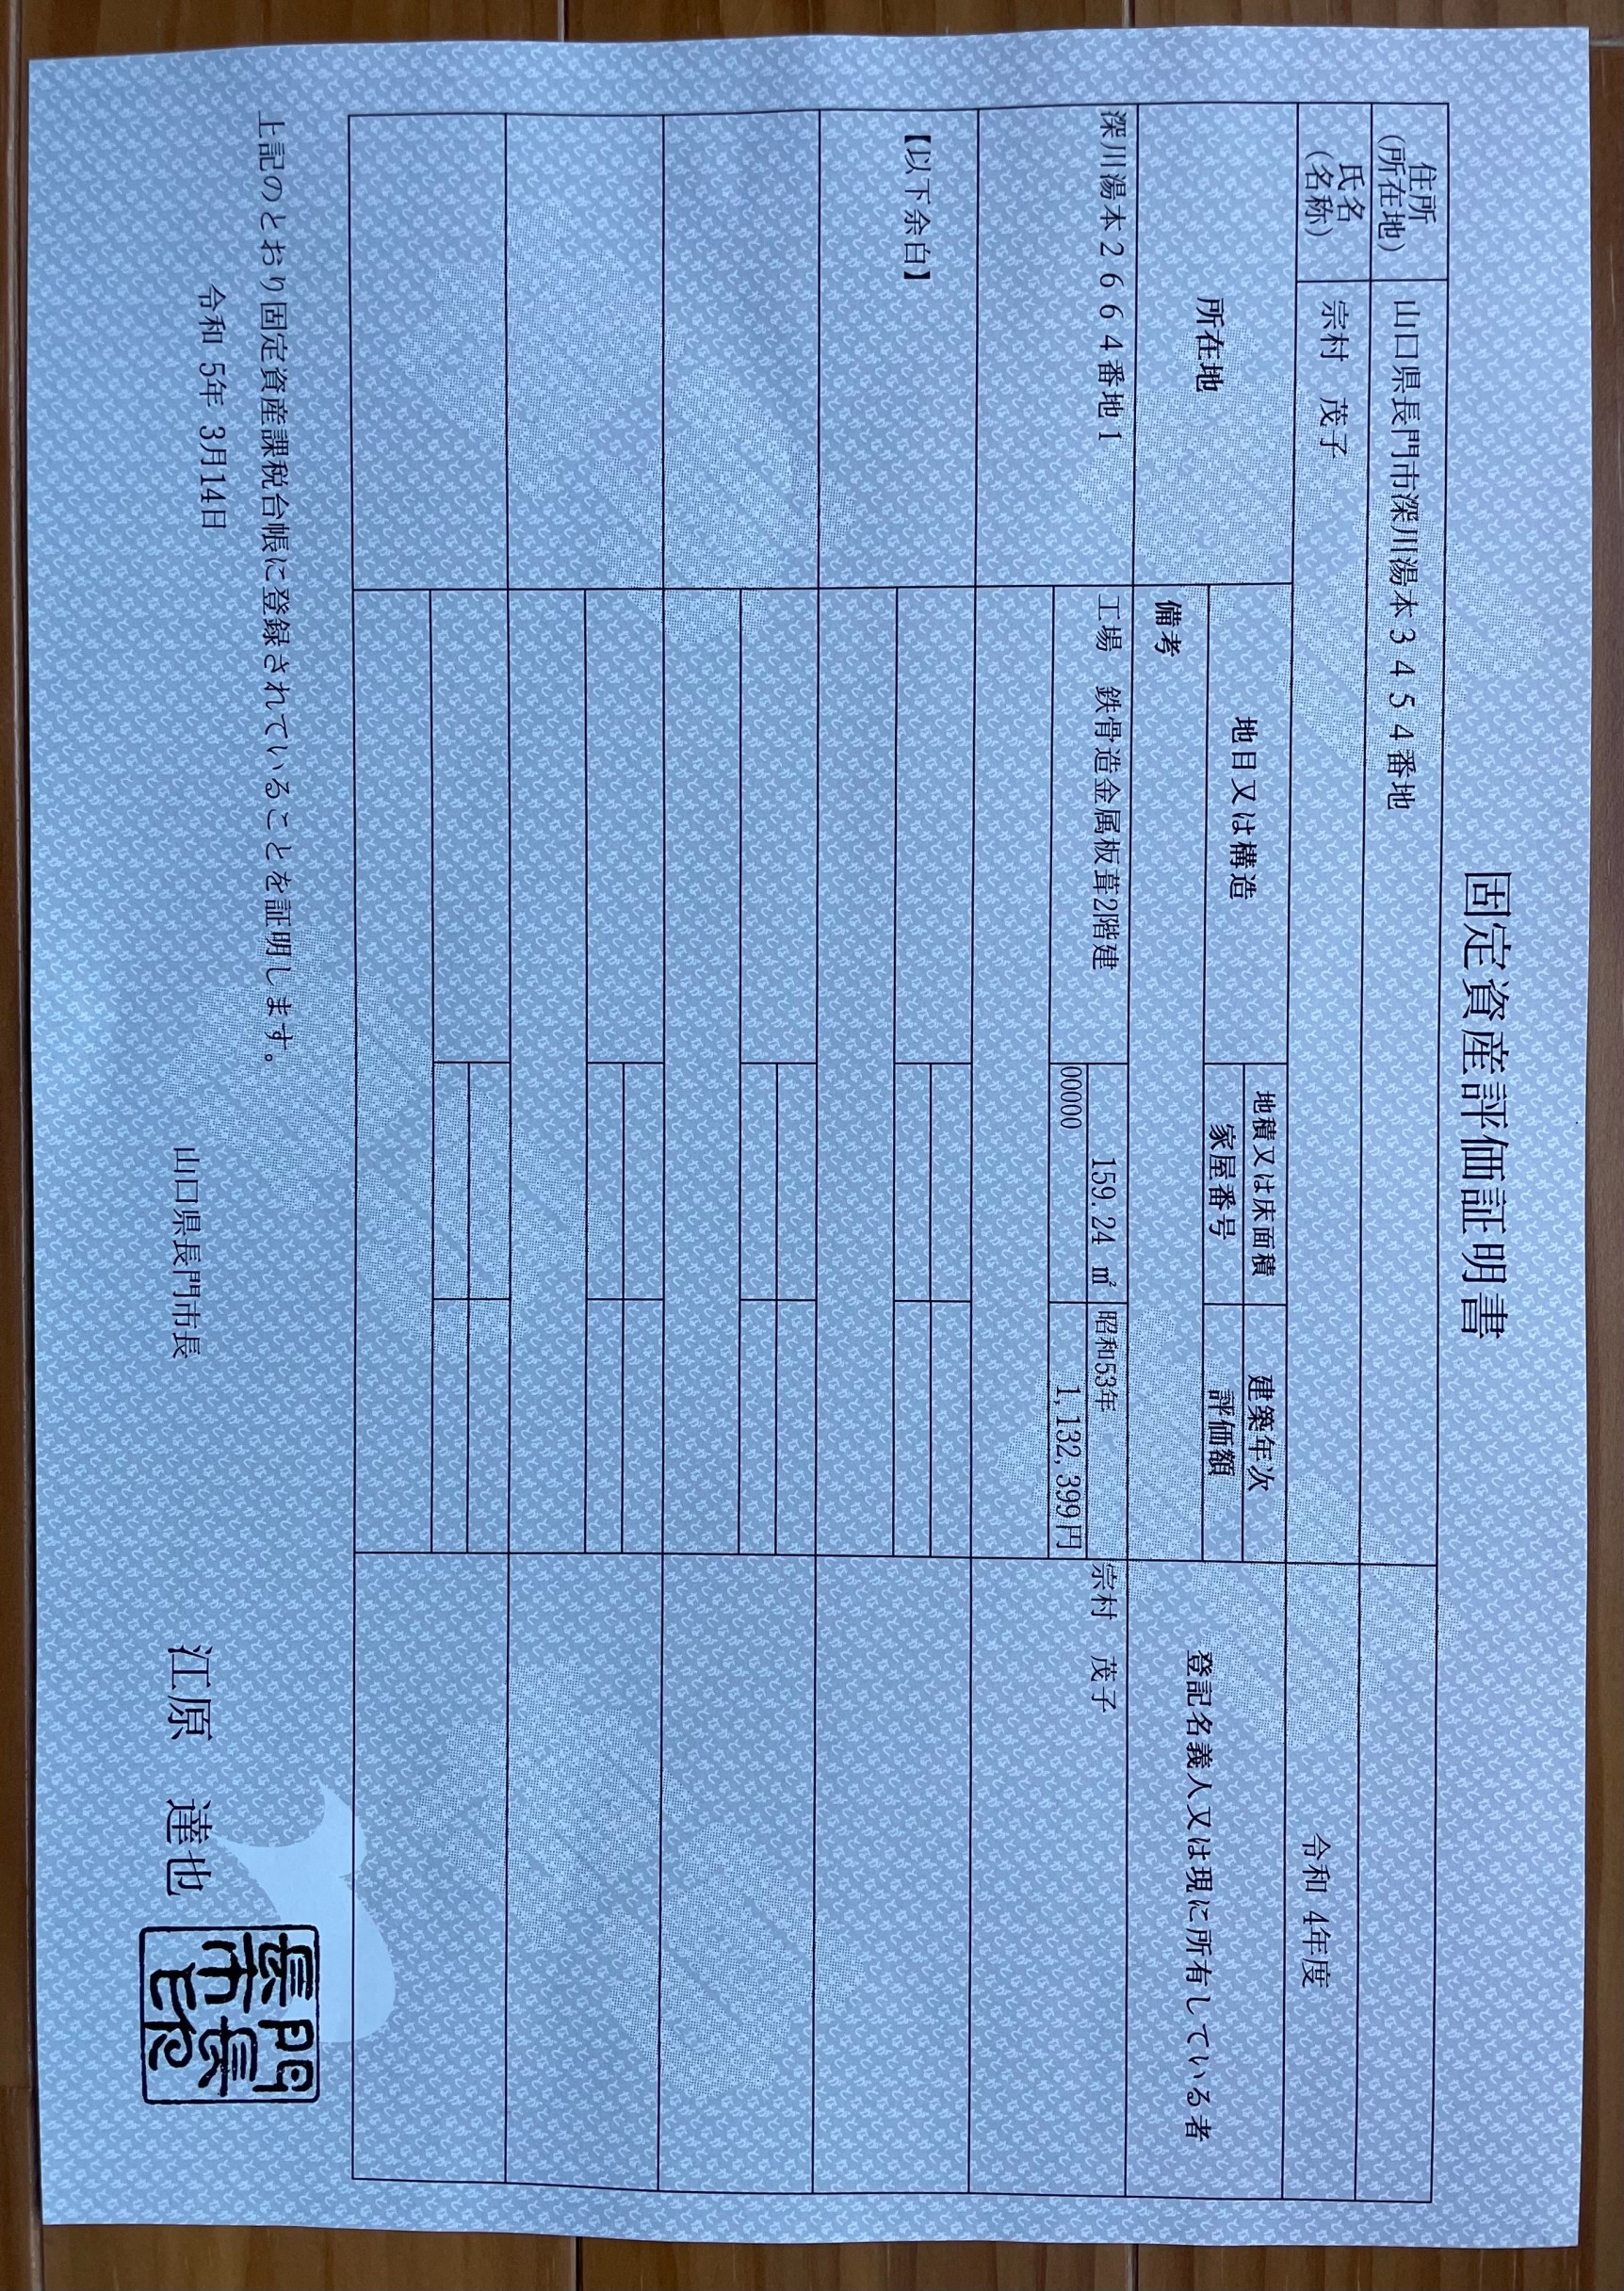 固定資産評価証明書
住所
(所在地)
山口県長門市深川湯本３４５４番地
氏名
(名称)
宗村　茂子
令和 4年度
所在地
地目又は構造
地積又は床面積
建築年次
登記名義人又は現に所有している者
家屋番号
評価額
備考
深川湯本２６６４番地１
工場　鉄骨造金属板葺2階建
159.24 ㎡
昭和53年
宗村　茂子
00000
1,132,399円
【以下余白】
上記のとおり固定資産課税台帳に登録されていることを証明します。
令和 5年 3月14日
山口県長門市長
江原　達也
長門市長印